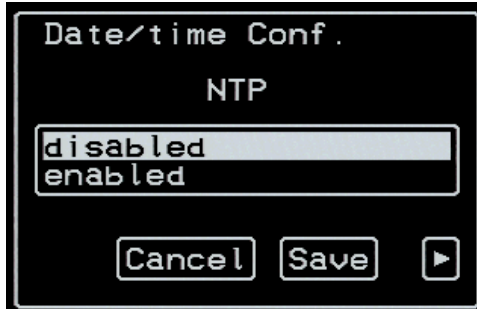 Date/time Conf.
NTP
disabled
enabled
Cancel Save ►